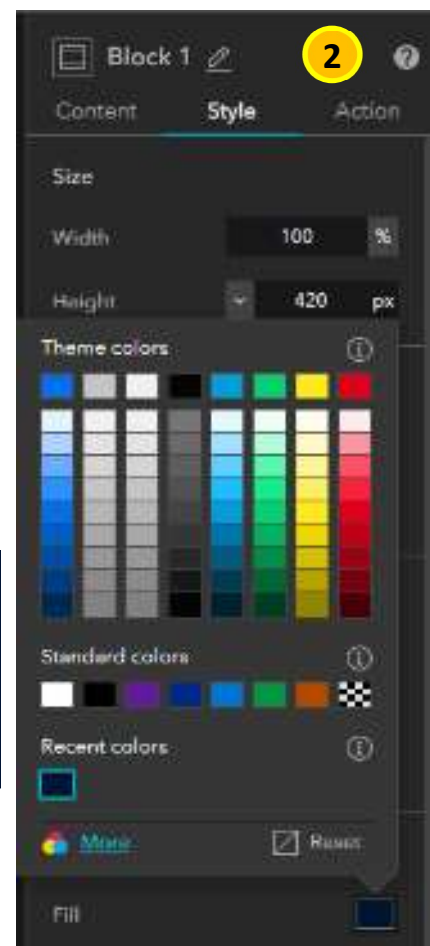 Block 1
2
Content Style Action
Size
Width 100 %
Height 420 px
Theme colors
Standard colors
Recent colors
More Reset
Fill